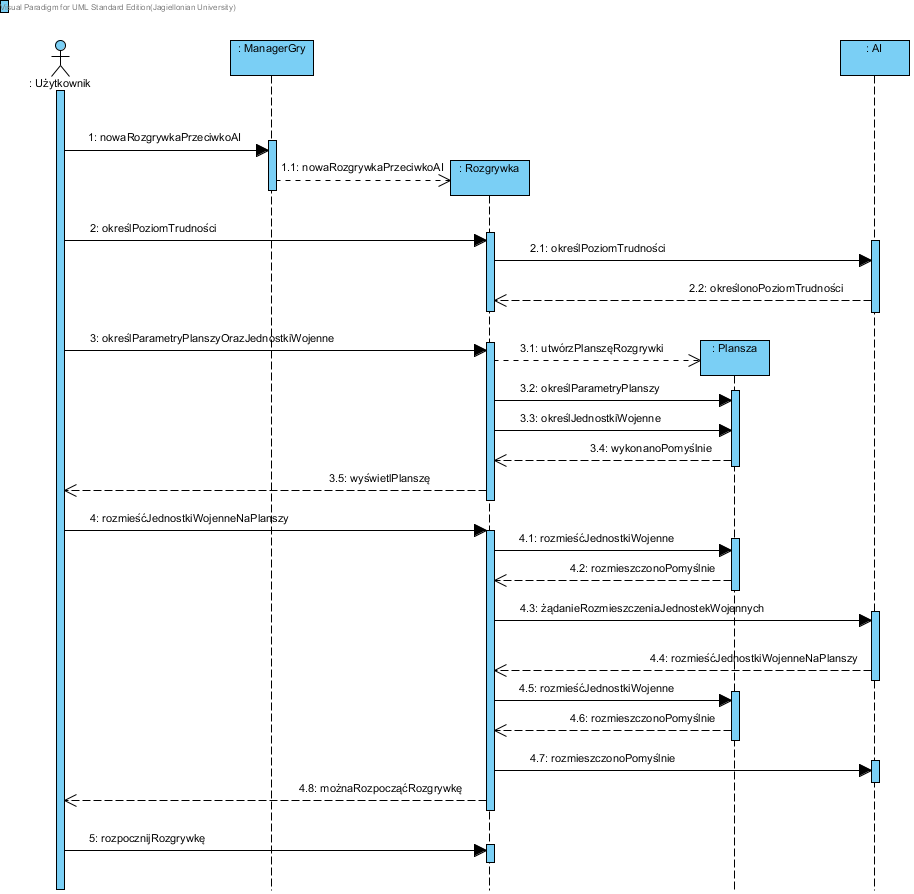 Visual Paradigm for UML Standard Edition(Jagiellonian University)
: ManagerGry
: AI
: Użytkownik
1: nowaRozgrywkaPrzeciwkoAI
1.1: nowaRozgrywkaPrzeciwkoAI
: Rozgrywka
2: określPoziomTrudności
2.1: określPoziomTrudności
2.2: określonoPoziomTrudności
3: określParametryPlanszyOrazJednostkiWojenne
3.1: utwórzPlanszęRozgrywki
: Plansza
3.2: określParametryPlanszy
3.3: określJednostkiWojenne
3.4: wykonanoPomyślnie
3.5: wyświetlPlanszę
4: rozmieśćJednostkiWojenneNaPlanszy
4.1: rozmieśćJednostkiWojenne
4.2: rozmieszczonoPomyślnie
4.3: żądanieRozmieszczeniaJednostekWojennych
4.4: rozmieśćJednostkiWojenneNaPlanszy
4.5: rozmieśćJednostkiWojenne
4.6: rozmieszczonoPomyślnie
4.7: rozmieszczonoPomyślnie
4.8: możnaRozpocząćRozgrywkę
5: rozpocznijRozgrywkę